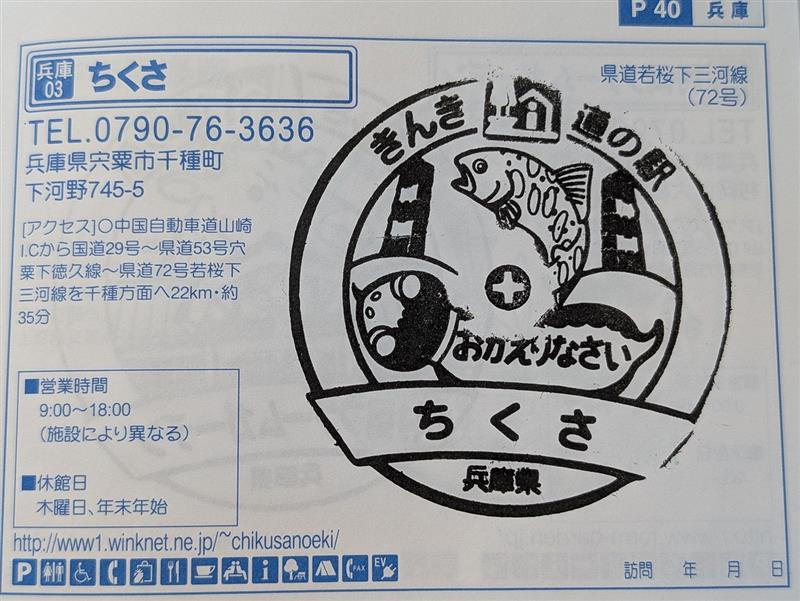 P 40 兵庫
兵庫
03
ちくさ
県道若桜下三河線
(72号)
TEL.0790-76-3636
兵庫県宍粟市千種町
下河野745-5
[アクセス]○中国自動車道山崎
I.Cから国道29号〜県道53号宍
粟下徳久線〜県道72号若桜下
三河線を千種方面へ22km・約
35分
■営業時間
9:00〜18:00
(施設により異なる)
■休館日
木曜日、年末年始
http://www1.winknet.ne.jp/~chikusanoeki/
P i FAX EV
きんき 道の駅
おかえりなさい
ちくさ
兵庫県
訪問 年 月 日